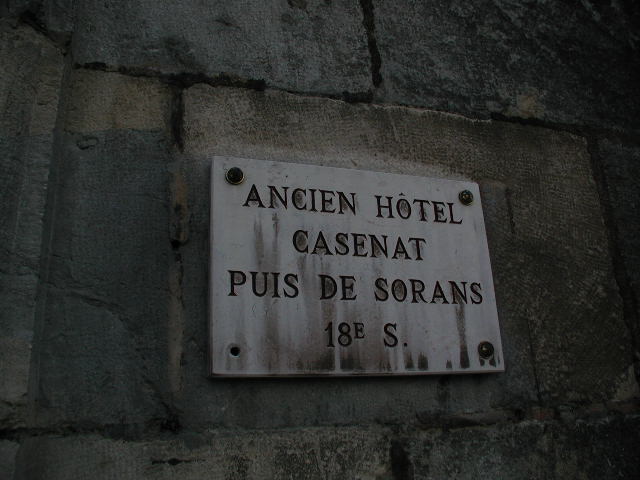 ANCIEN HÔTEL
CASENAT
PUIS DE SORANS
18E S.